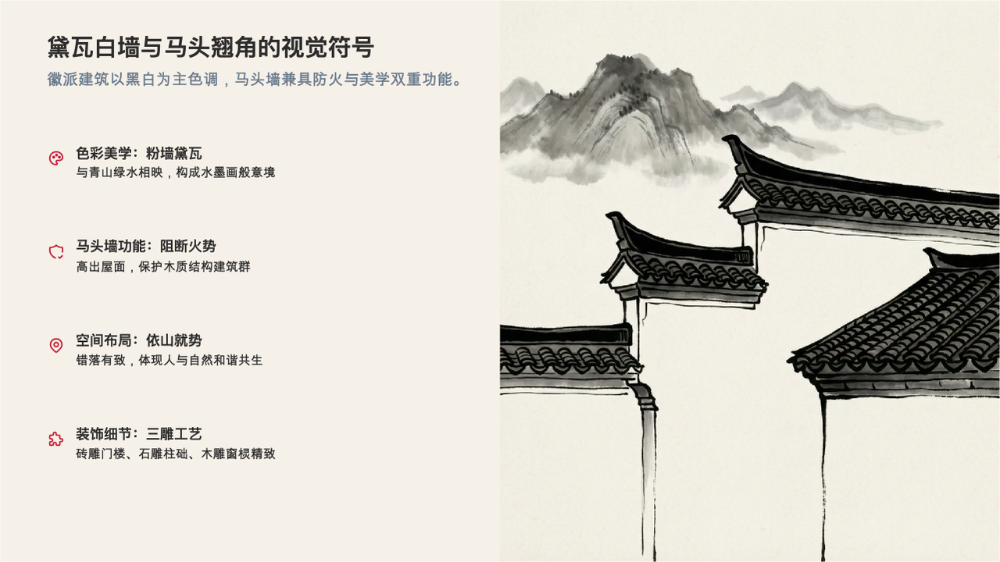 黛瓦白墙与马头翘角的视觉符号
徽派建筑以黑白为主色调，马头墙兼具防火与美学双重功能。
色彩美学：粉墙黛瓦
与青山绿水相映，构成水墨画般意境
马头墙功能：阻断火势
高出屋面，保护木质结构建筑群
空间布局：依山就势
错落有致，体现人与自然和谐共生
装饰细节：三雕工艺
砖雕门楼、石雕柱础、木雕窗棂精致